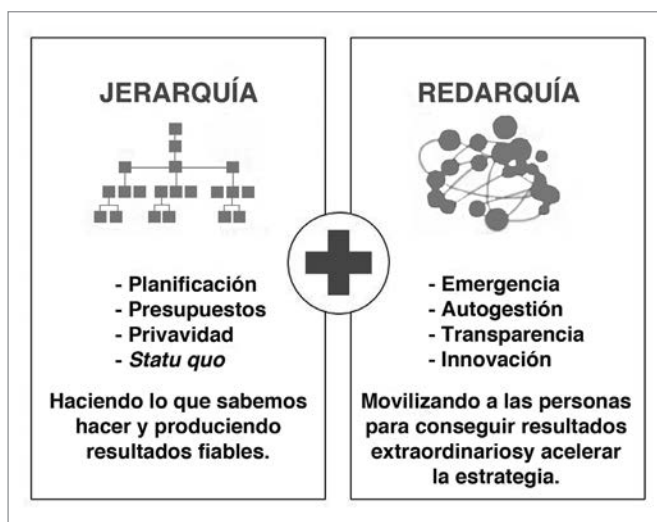 JERARQUÍA
- Planificación
- Presupuestos
- Privavidad
- Statu quo
Haciendo lo que sabemos
hacer y produciendo
resultados fiables.
REDARQUÍA
- Emergencia
- Autogestión
- Transparencia
- Innovación
Movilizando a las personas
para conseguir resultados
extraordinariosy acelerar
la estrategia.